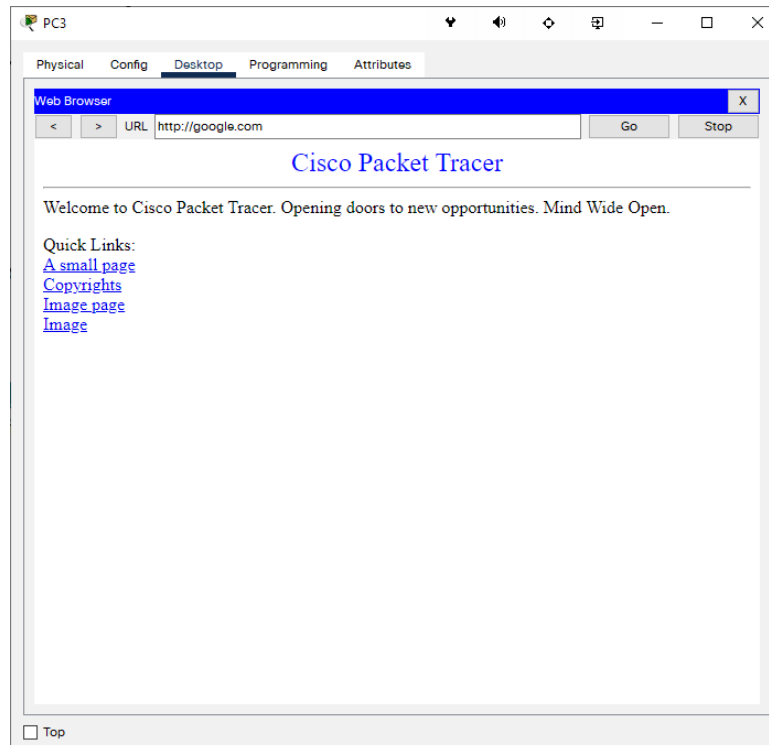 PC3
Physical Config Desktop Programming Attributes
Web Browser X
< > URL http://google.com Go Stop
Cisco Packet Tracer
Welcome to Cisco Packet Tracer. Opening doors to new opportunities. Mind Wide Open.
Quick Links:
A small page
Copyrights
Image page
Image
Top